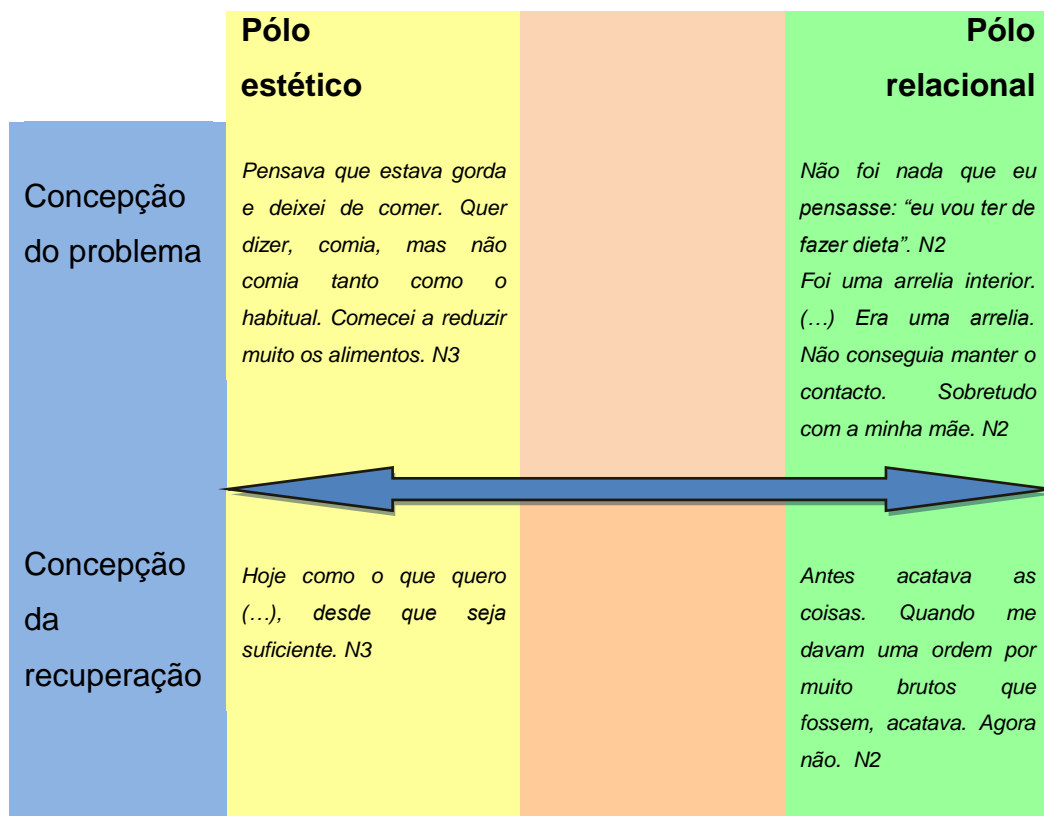 Pólo
estético
Pólo
relacional
Concepção
do problema
Pensava que estava gorda
e deixei de comer. Quer
dizer, comia, mas não
comia tanto como o
habitual. Comecei a reduzir
muito os alimentos. N3
Não foi nada que eu
pensasse: “eu vou ter de
fazer dieta”. N2
Foi uma arrelia interior.
(…) Era uma arrelia.
Não conseguia manter o
contacto. Sobretudo
com a minha mãe. N2
Concepção
da
recuperação
Hoje como o que quero
(…), desde que seja
suficiente. N3
Antes acatava as
coisas. Quando me
davam uma ordem por
muito brutos que
fossem, acatava. Agora
não. N2